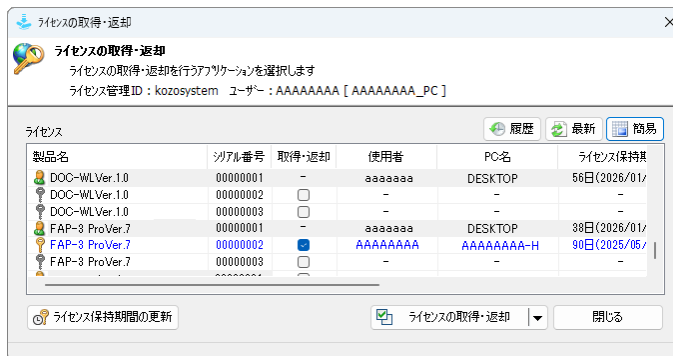 ライセンスの取得・返却
ライセンスの取得・返却
ライセンスの取得・返却を行うアプリケーションを選択します
ライセンス管理ID：kozosystem ユーザー：AAAAAAAA [ AAAAAAAA_PC ]
ライセンス 履歴 最新 簡易
製品名 シリアル番号 取得・返却 使用者 PC名 ライセンス保持期
DOC-WLVer.1.0 00000001 - aaaaaaa DESKTOP 56日(2026/01/
DOC-WLVer.1.0 00000002 - - -
DOC-WLVer.1.0 00000003 - - -
FAP-3 ProVer.7 00000001 - aaaaaaa DESKTOP 38日(2026/01/
FAP-3 ProVer.7 00000002 AAAAAAAA AAAAAAAA-H 90日(2025/05/
FAP-3 ProVer.7 00000003 - - -
ライセンス保持期間の更新 ライセンスの取得・返却 閉じる